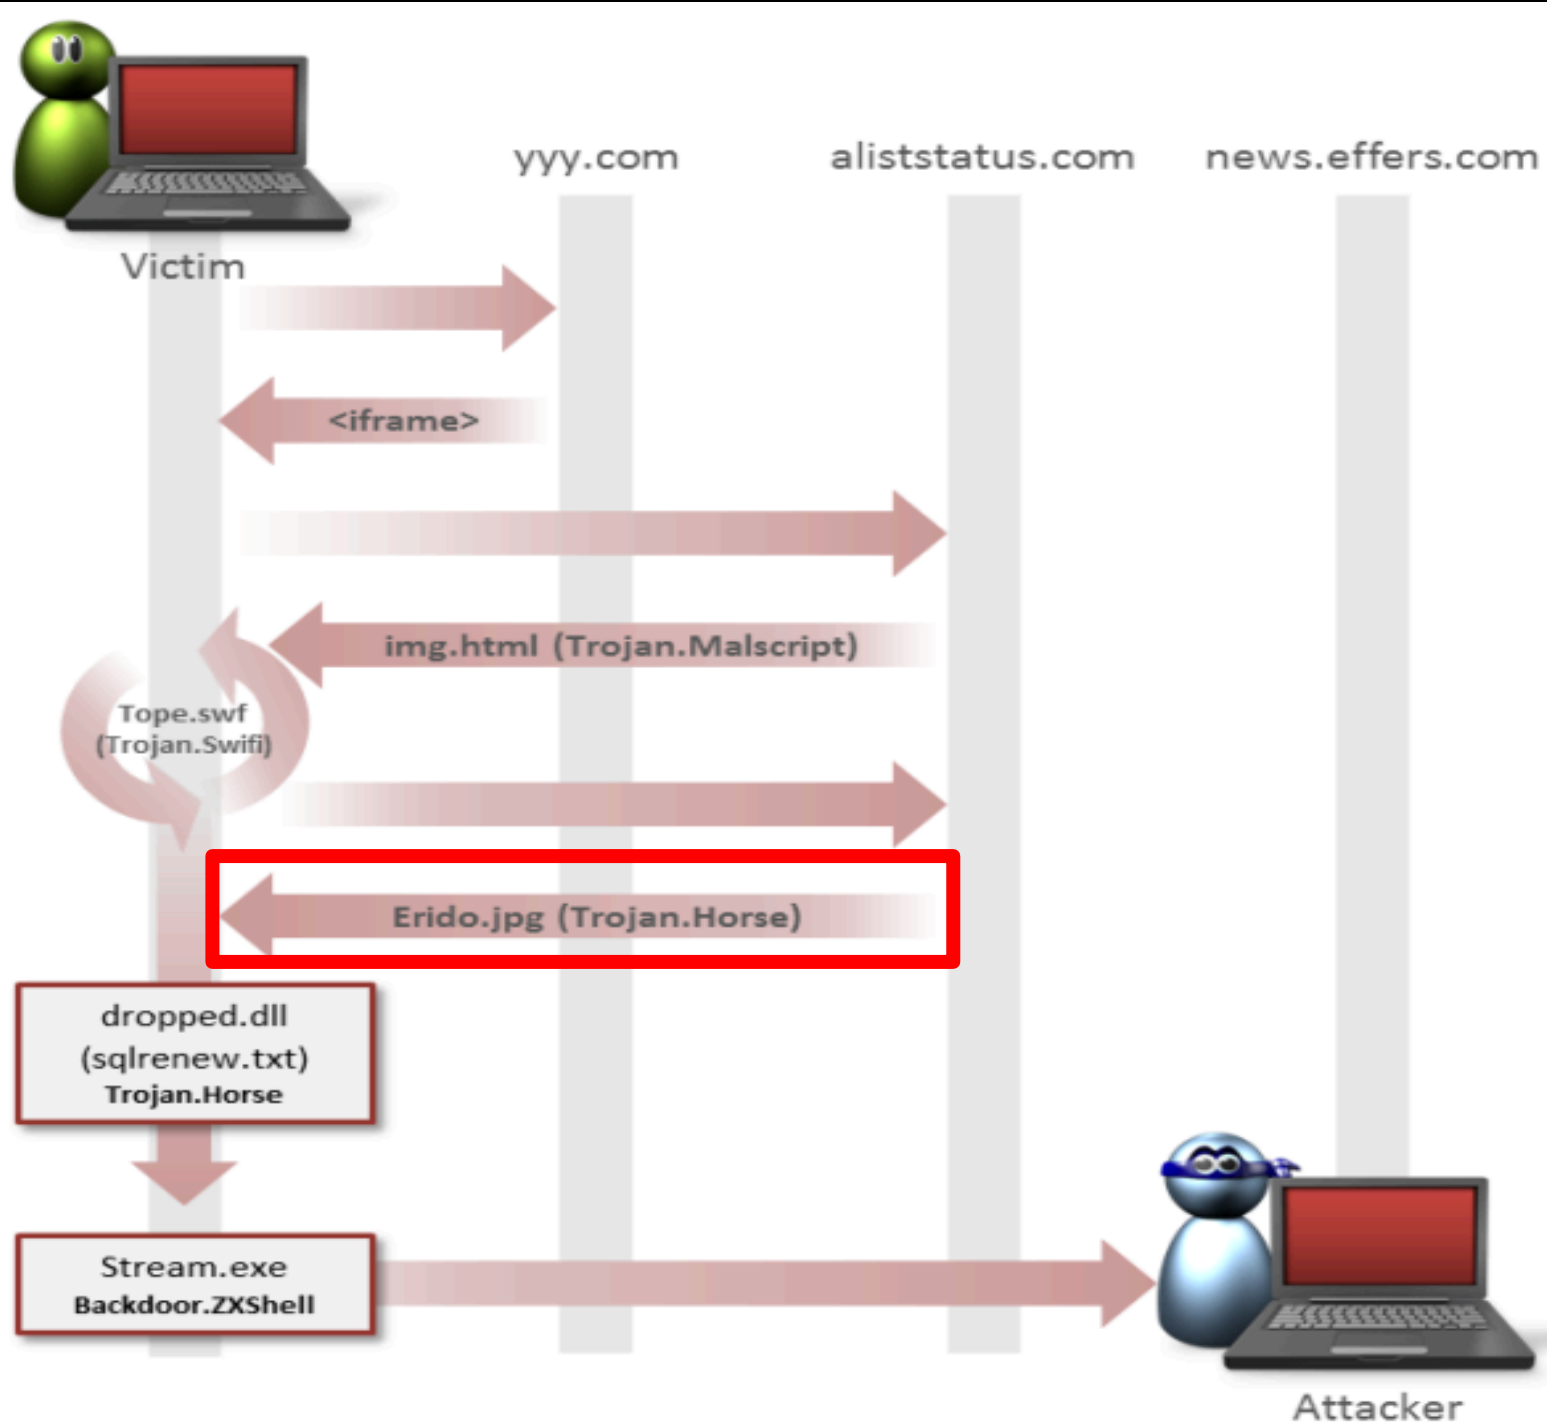 yyy.com
aliststatus.com
news.effers.com
Victim
<iframe>
img.html (Trojan.Malscript)
Tope.swf
(Trojan.Swifi)
Erido.jpg (Trojan.Horse)
dropped.dll
(sqlrenew.txt)
Trojan.Horse
Stream.exe
Backdoor.ZXShell
Attacker